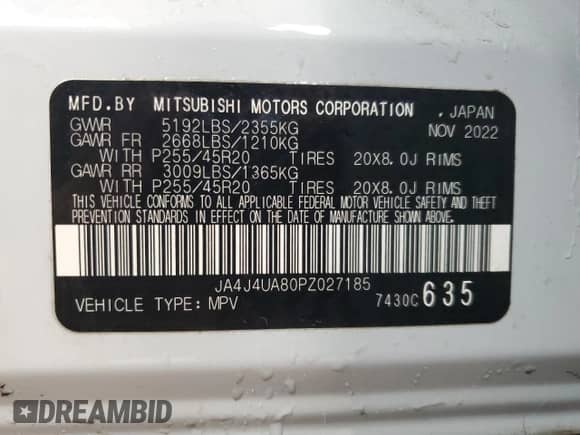 MFD.BY MITSUBISHI MOTORS CORPORATION , JAPAN
GVWR 5192LBS/2355KG NOV 2022
GAWR FR 2668LBS/1210KG
WITH P255/45R20 TIRES 20X8.0J RIMS
GAWR RR 3009LBS/1365KG
WITH P255/45R20 TIRES 20X8.0J RIMS
THIS VEHICLE CONFORMS TO ALL APPLICABLE FEDERAL MOTOR VEHICLE SAFETY AND THEFT
PREVENTION STANDARDS IN EFFECT ON THE DATE OF MANUFACTURE SHOWN ABOVE.
JA4J4UA80PZ027185
VEHICLE TYPE: MPV 7430C 635
DREAMBID